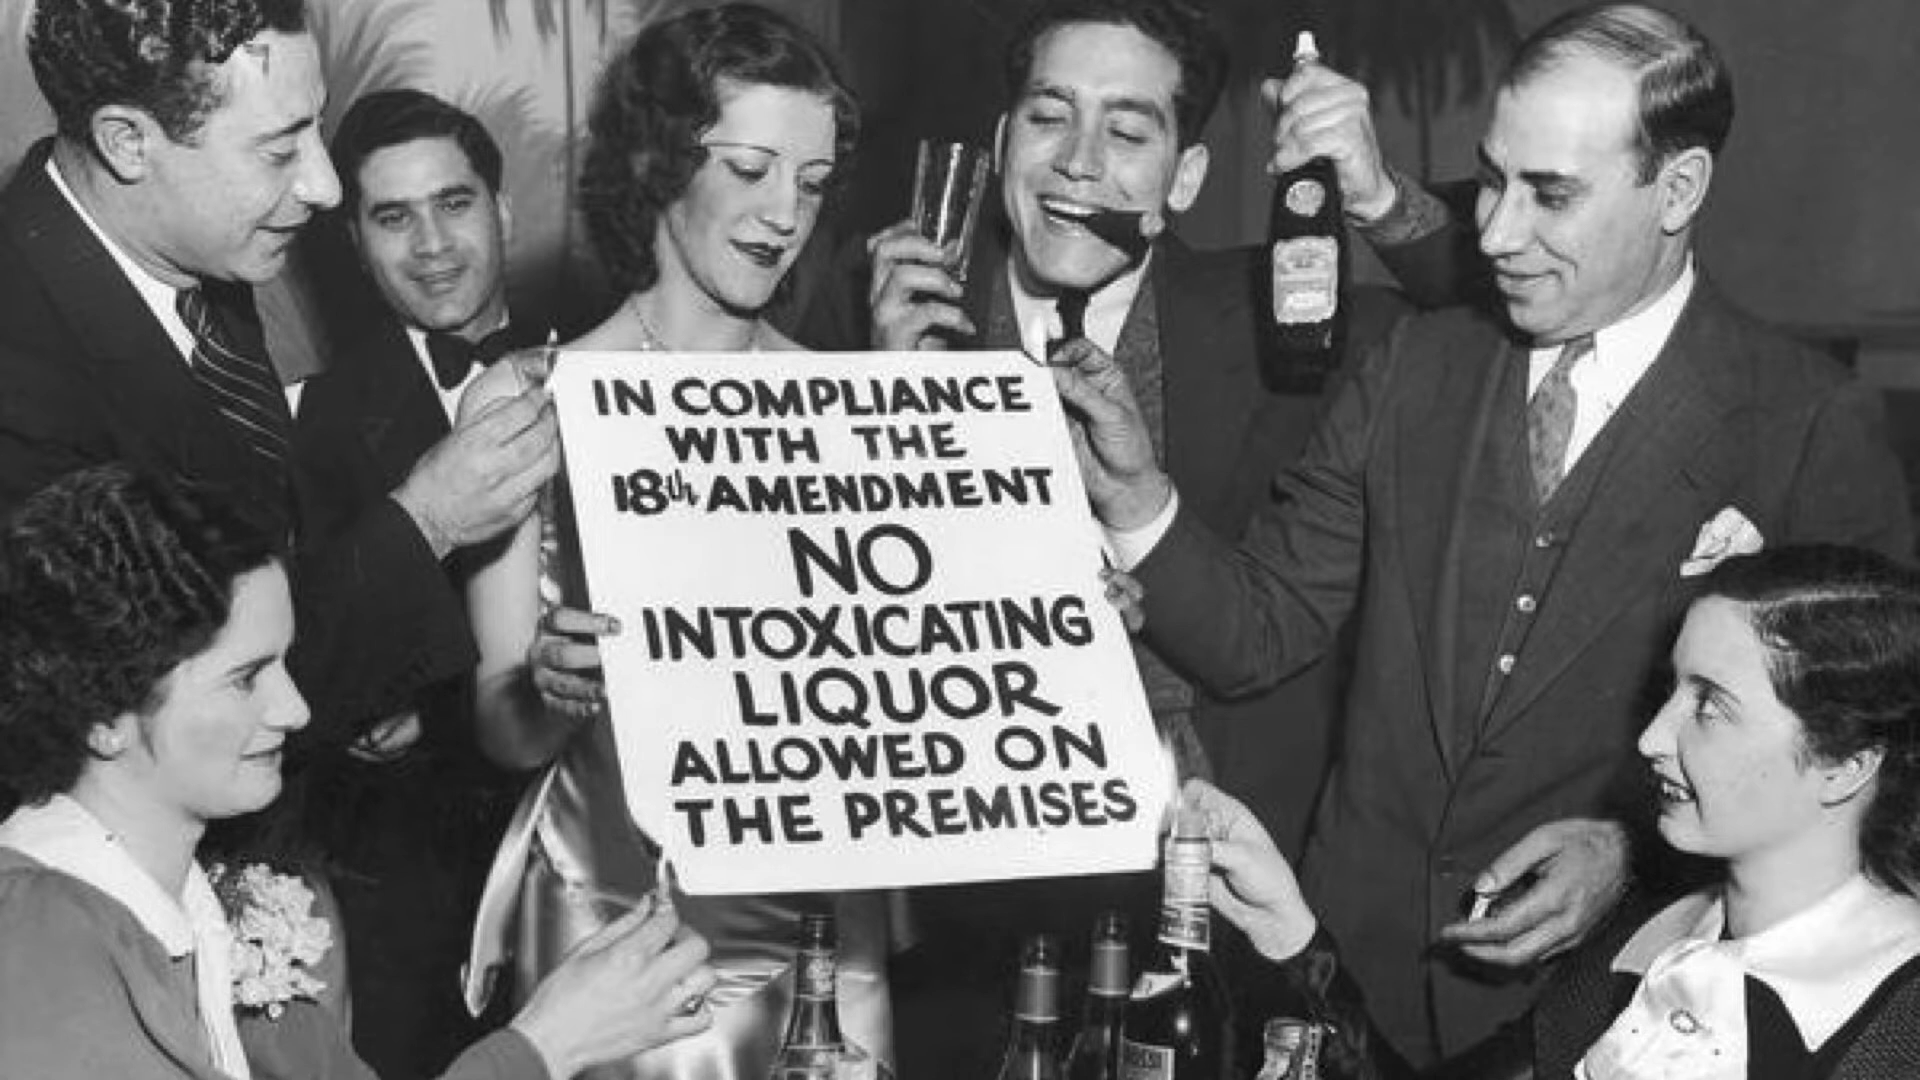 IN COMPLIANCE
WITH THE
18th AMENDMENT
NO
INTOXICATING
LIQUOR
ALLOWED ON
THE PREMISES